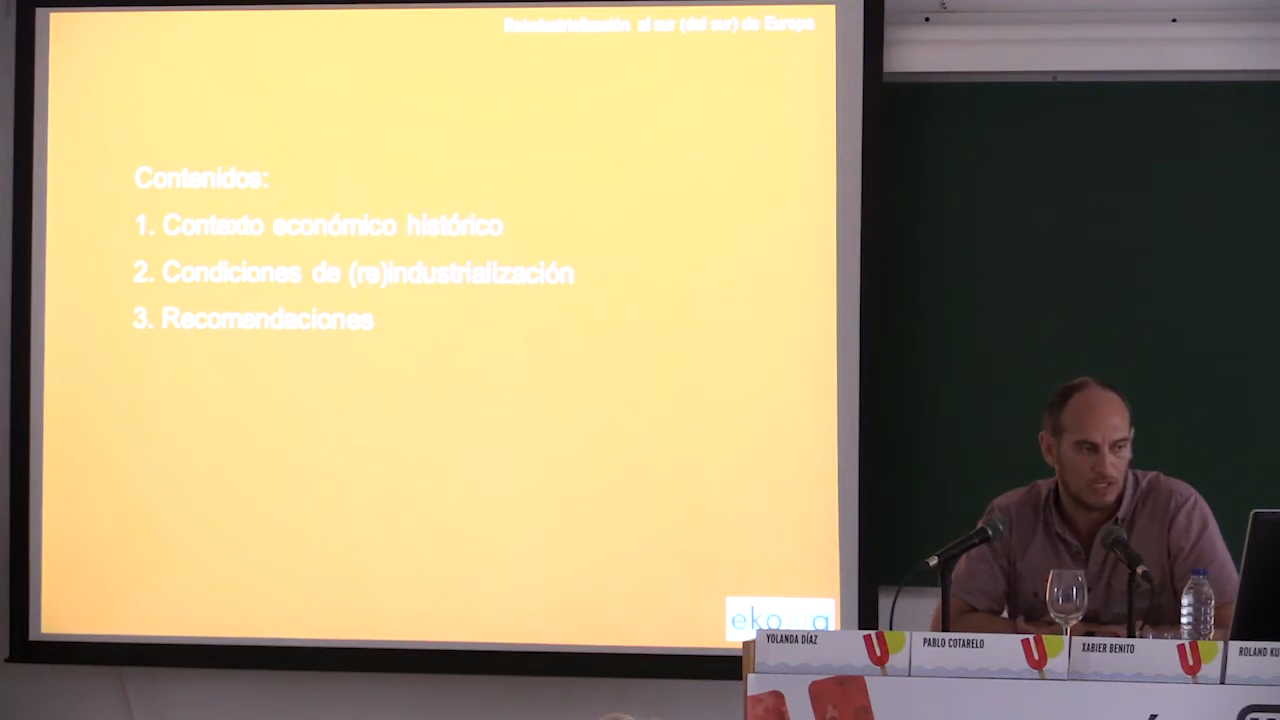 Reindustrialización al sur (del sur) de Europa
Contenidos:
1. Contexto económico histórico
2. Condiciones de (re)industrialización
3. Recomendaciones
YOLANDA DÍAZ
PABLO COTARELO
XABIER BENITO
ROLAND